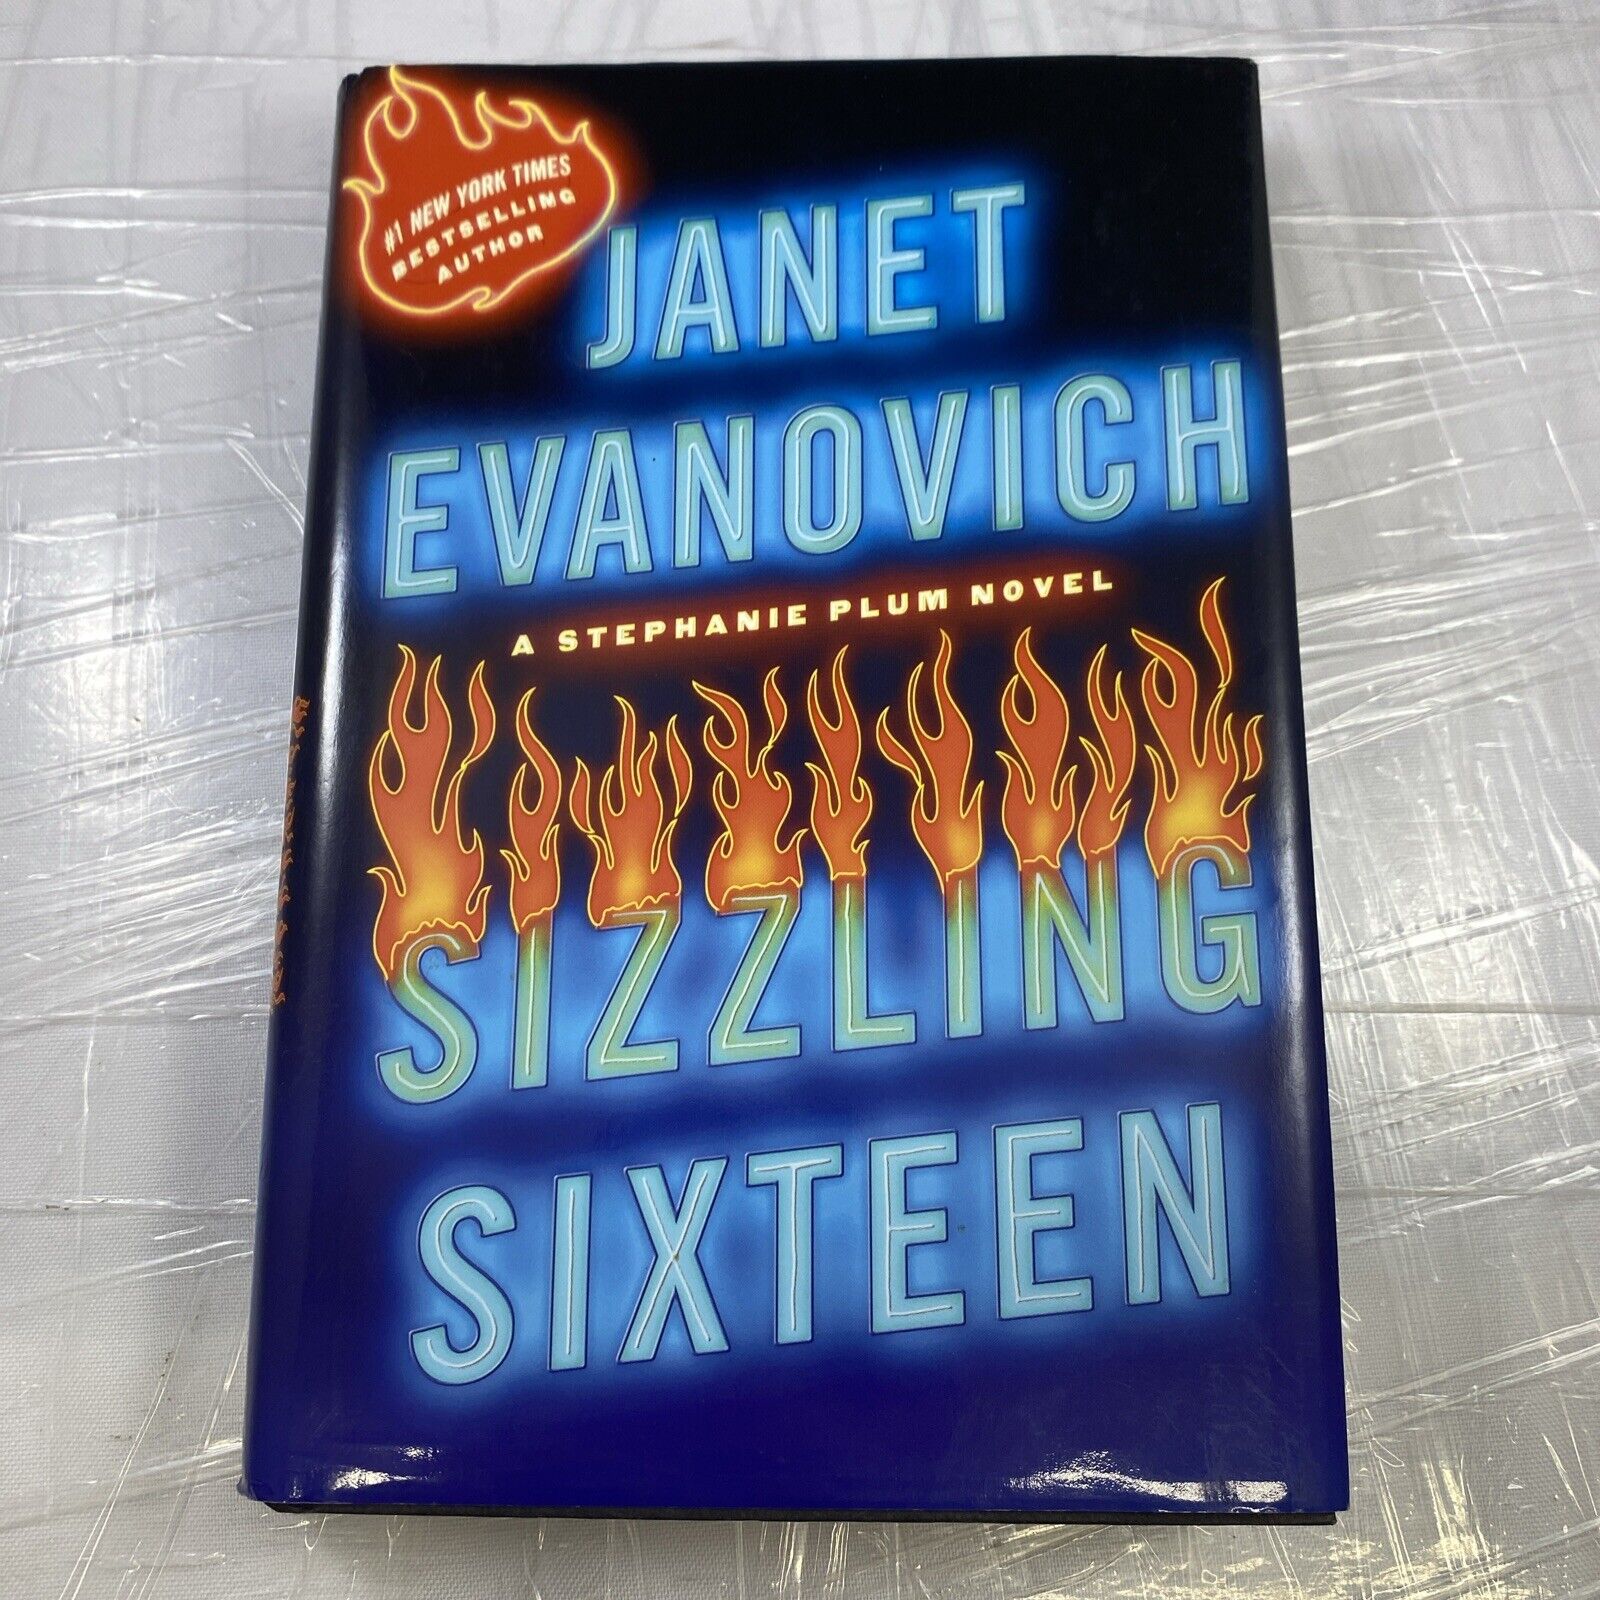 #1 NEW YORK TIMES
BESTSELLING
AUTHOR
JANET
EVANOVICH
A STEPHANIE PLUM NOVEL
SIZZLING
SIXTEEN